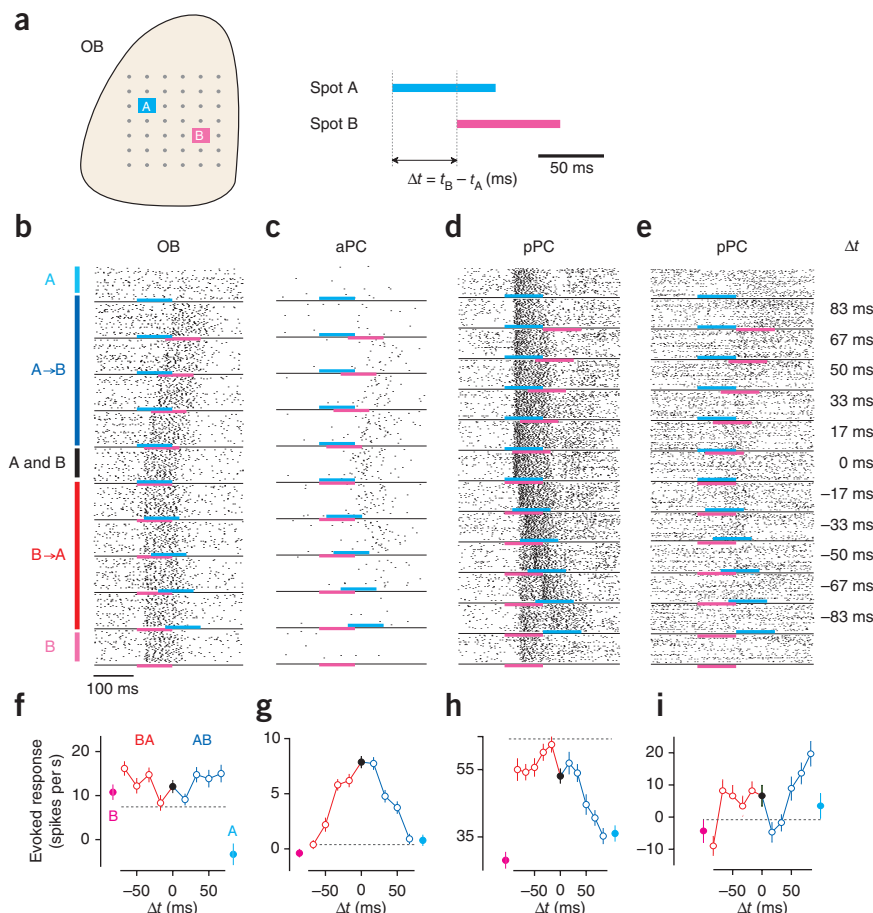 a
OB
A
B
Spot A
Spot B
Δt = tB − tA (ms)
50 ms
b OB
c aPC
d pPC
e pPC
Δt
A
A→B
A and B
B→A
B
83 ms
67 ms
50 ms
33 ms
17 ms
0 ms
−17 ms
−33 ms
−50 ms
−67 ms
−83 ms
100 ms
f
Evoked response
(spikes per s)
20
10
0
BA AB
B
A
−50 0 50
Δt (ms)
g
10
5
0
−50 0 50
Δt (ms)
h
55
35
−50 0 50
Δt (ms)
i
20
10
0
−10
−50 0 50
Δt (ms)